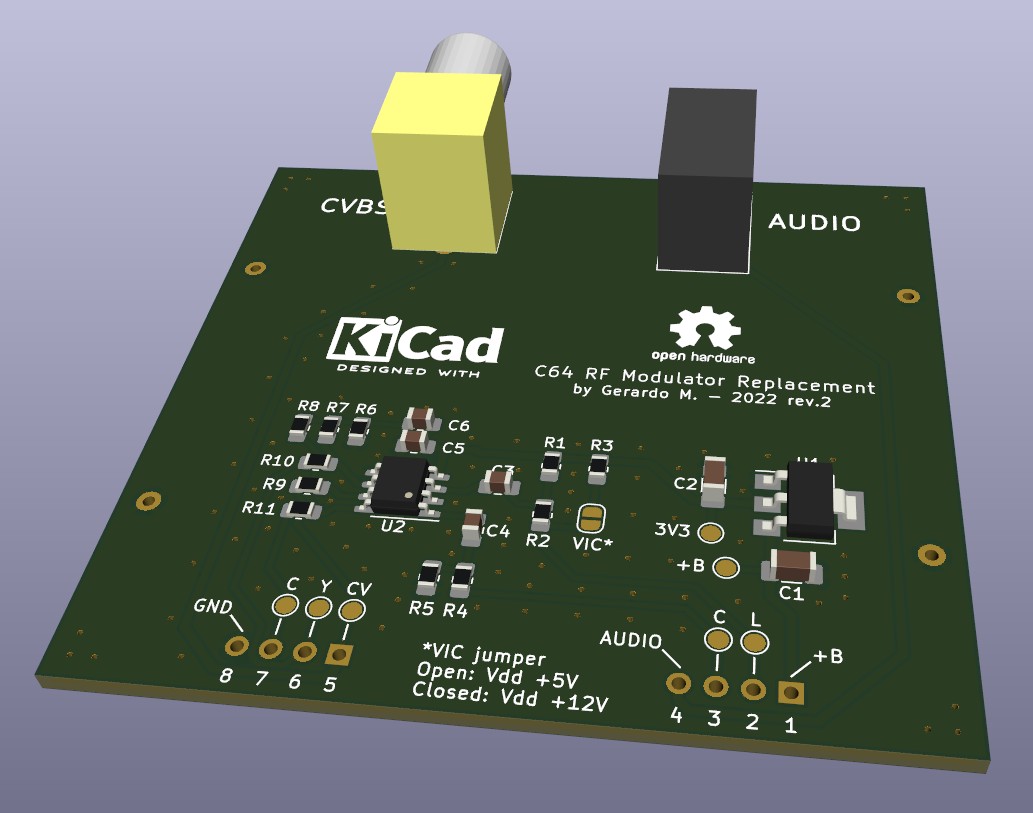 CVBS
AUDIO
KiCad
DESIGNED WITH
open hardware
C64 RF Modulator Replacement
by Gerardo M. – 2022 rev.2
R8 R7 R6
C6
C5
R10
R9
R11
U2
C3
C4
R1
R3
R2
VIC*
C2
U1
3V3
+B
C1
R5 R4
GND
C Y CV
8 7 6 5
*VIC jumper
Open: Vdd +5V
Closed: Vdd +12V
AUDIO
C L
+B
4 3 2 1